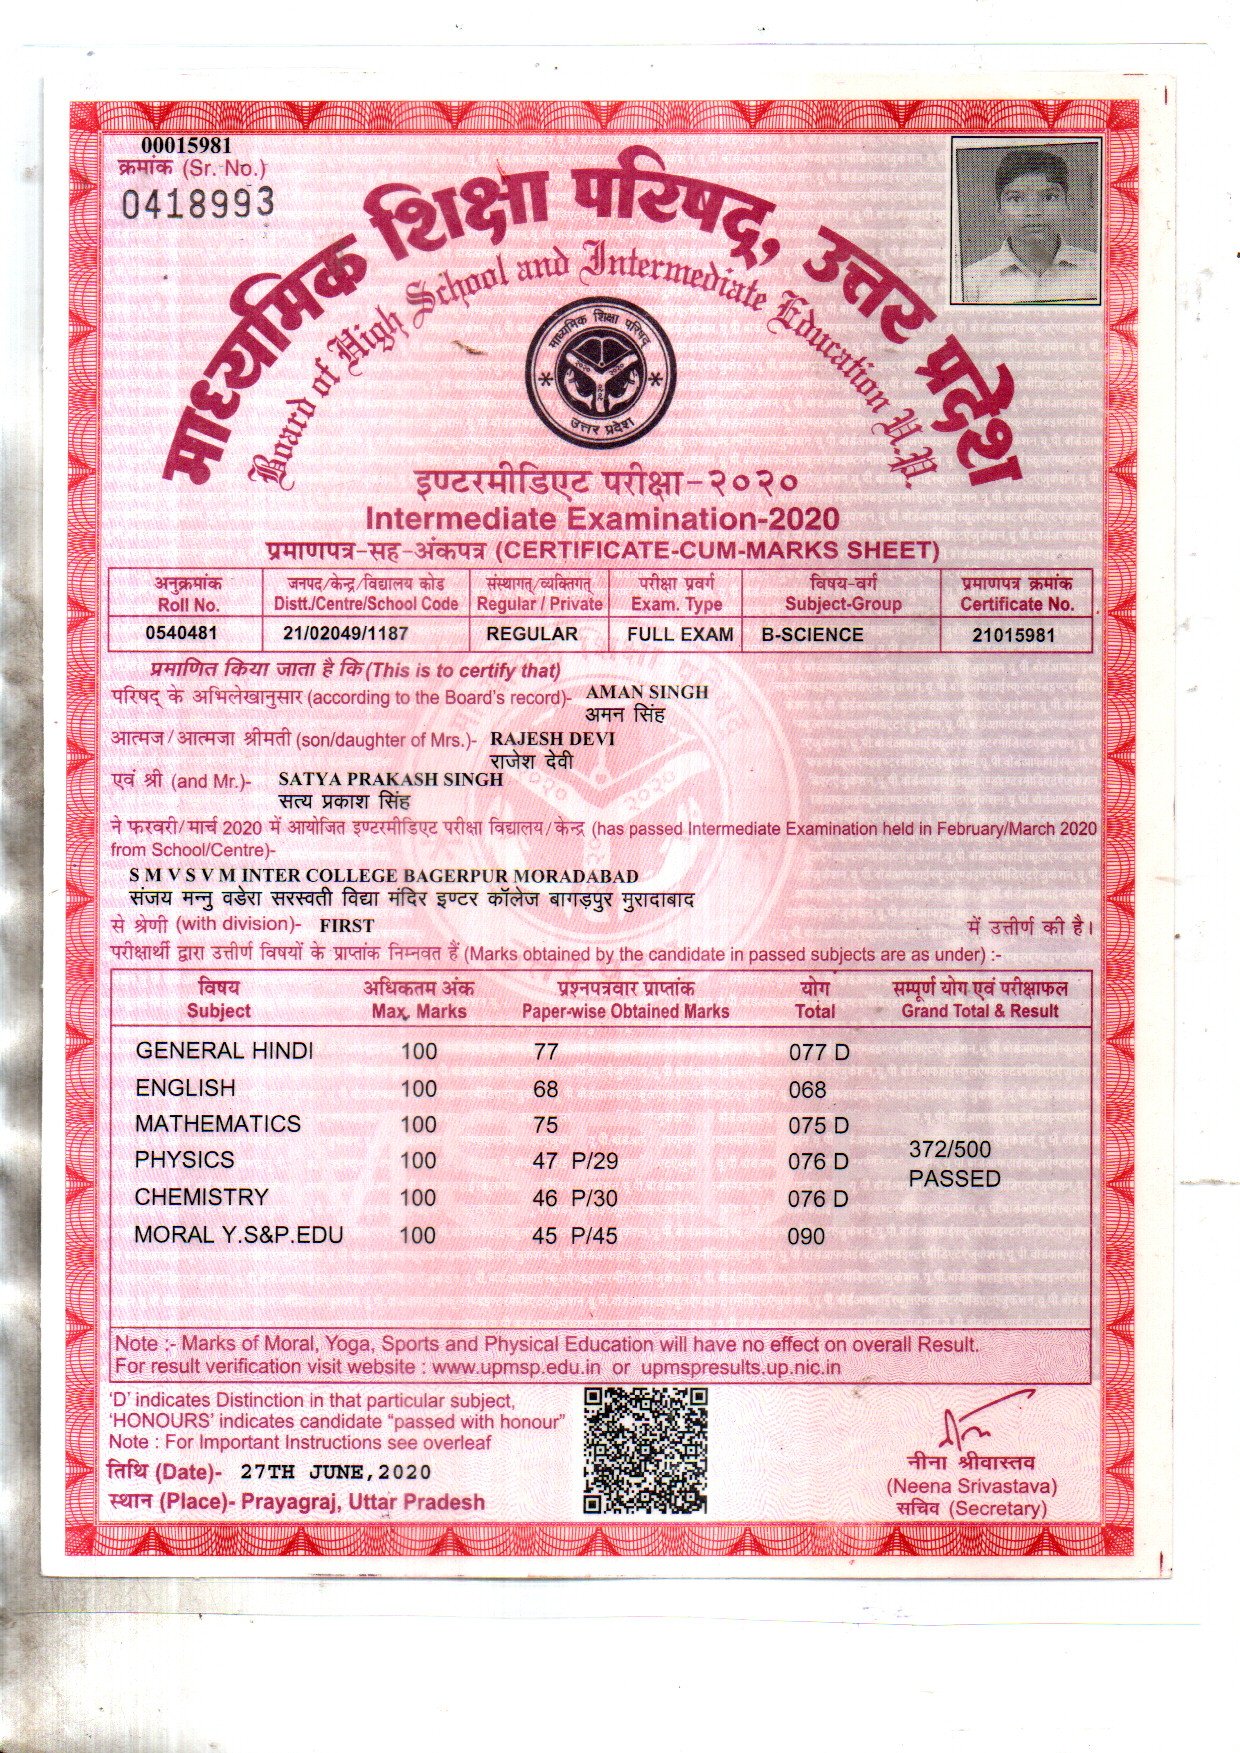 00015981
क्रमांक (Sr. No.)
0418993
माध्यमिक शिक्षा परिषद्, उत्तर प्रदेश
Board of High School and Intermediate Education U.P.
माध्यमिक शिक्षा परिषद
२०२० २०२०
उत्तर प्रदेश
इण्टरमीडिएट परीक्षा-२०२०
Intermediate Examination-2020
प्रमाणपत्र-सह-अंकपत्र (CERTIFICATE-CUM-MARKS SHEET)
अनुक्रमांक जनपद/केन्द्र/विद्यालय कोड संस्थागत्/व्यक्तिगत् परीक्षा प्रवर्ग विषय-वर्ग प्रमाणपत्र क्रमांक
Roll No. Distt./Centre/School Code Regular / Private Exam. Type Subject-Group Certificate No.
0540481 21/02049/1187 REGULAR FULL EXAM B-SCIENCE 21015981
प्रमाणित किया जाता है कि (This is to certify that)
परिषद् के अभिलेखानुसार (according to the Board's record)- AMAN SINGH
अमन सिंह
आत्मज/आत्मजा श्रीमती (son/daughter of Mrs.)- RAJESH DEVI
राजेश देवी
एवं श्री (and Mr.)- SATYA PRAKASH SINGH
सत्य प्रकाश सिंह
ने फरवरी/मार्च 2020 में आयोजित इण्टरमीडिएट परीक्षा विद्यालय/केन्द्र (has passed Intermediate Examination held in February/March 2020
from School/Centre)-
S M V S V M INTER COLLEGE BAGERPUR MORADABAD
संजय मन्नु वडेरा सरस्वती विद्या मंदिर इण्टर कॉलेज बागड़पुर मुरादाबाद
से श्रेणी (with division)- FIRST में उत्तीर्ण की है।
परीक्षार्थी द्वारा उत्तीर्ण विषयों के प्राप्तांक निम्नवत हैं (Marks obtained by the candidate in passed subjects are as under) :-
विषय अधिकतम अंक प्रश्नपत्रवार प्राप्तांक योग सम्पूर्ण योग एवं परीक्षाफल
Subject Max. Marks Paper-wise Obtained Marks Total Grand Total & Result
GENERAL HINDI 100 77 077 D
ENGLISH 100 68 068
MATHEMATICS 100 75 075 D
372/500
PHYSICS 100 47 P/29 076 D
PASSED
CHEMISTRY 100 46 P/30 076 D
MORAL Y.S&P.EDU 100 45 P/45 090
Note :- Marks of Moral, Yoga, Sports and Physical Education will have no effect on overall Result.
For result verification visit website : www.upmsp.edu.in or upmspresults.up.nic.in
'D' indicates Distinction in that particular subject,
'HONOURS' indicates candidate "passed with honour"
Note : For Important Instructions see overleaf
तिथि (Date)- 27TH JUNE,2020
स्थान (Place)- Prayagraj, Uttar Pradesh
नीना श्रीवास्तव
(Neena Srivastava)
सचिव (Secretary)